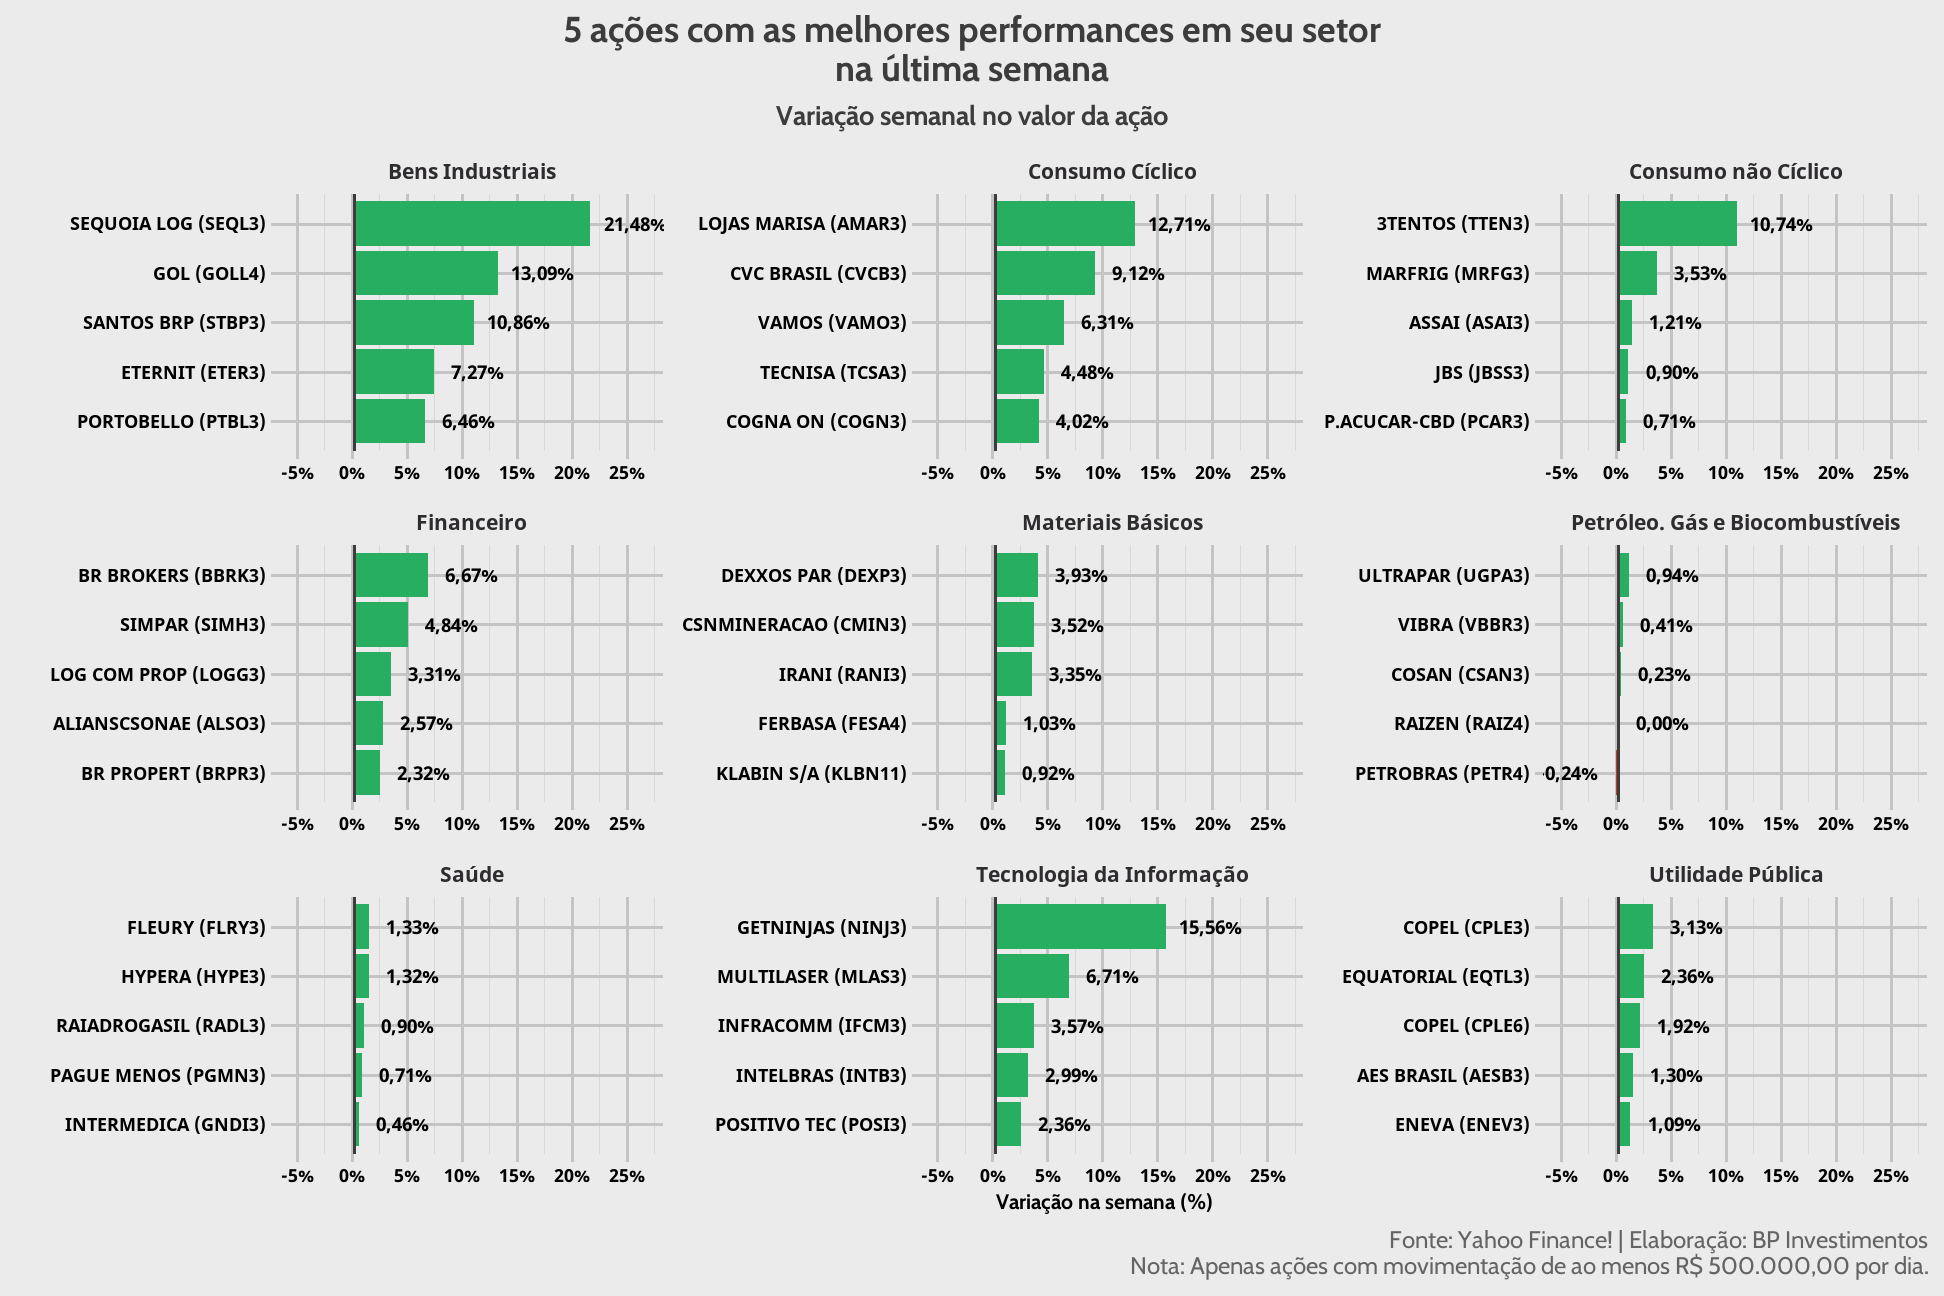 5 ações com as melhores performances em seu setor
na última semana
Variação semanal no valor da ação
Bens Industriais
SEQUOIA LOG (SEQL3) 21,48%
GOL (GOLL4) 13,09%
SANTOS BRP (STBP3) 10,86%
ETERNIT (ETER3) 7,27%
PORTOBELLO (PTBL3) 6,46%
-5% 0% 5% 10% 15% 20% 25%
Consumo Cíclico
LOJAS MARISA (AMAR3) 12,71%
CVC BRASIL (CVCB3) 9,12%
VAMOS (VAMO3) 6,31%
TECNISA (TCSA3) 4,48%
COGNA ON (COGN3) 4,02%
-5% 0% 5% 10% 15% 20% 25%
Consumo não Cíclico
3TENTOS (TTEN3) 10,74%
MARFRIG (MRFG3) 3,53%
ASSAI (ASAI3) 1,21%
JBS (JBSS3) 0,90%
P.ACUCAR-CBD (PCAR3) 0,71%
-5% 0% 5% 10% 15% 20% 25%
Financeiro
BR BROKERS (BBRK3) 6,67%
SIMPAR (SIMH3) 4,84%
LOG COM PROP (LOGG3) 3,31%
ALIANSCSONAE (ALSO3) 2,57%
BR PROPERT (BRPR3) 2,32%
-5% 0% 5% 10% 15% 20% 25%
Materiais Básicos
DEXXOS PAR (DEXP3) 3,93%
CSNMINERACAO (CMIN3) 3,52%
IRANI (RANI3) 3,35%
FERBASA (FESA4) 1,03%
KLABIN S/A (KLBN11) 0,92%
-5% 0% 5% 10% 15% 20% 25%
Petróleo. Gás e Biocombustíveis
ULTRAPAR (UGPA3) 0,94%
VIBRA (VBBR3) 0,41%
COSAN (CSAN3) 0,23%
RAIZEN (RAIZ4) 0,00%
PETROBRAS (PETR4) -0,24%
-5% 0% 5% 10% 15% 20% 25%
Saúde
FLEURY (FLRY3) 1,33%
HYPERA (HYPE3) 1,32%
RAIADROGASIL (RADL3) 0,90%
PAGUE MENOS (PGMN3) 0,71%
INTERMEDICA (GNDI3) 0,46%
-5% 0% 5% 10% 15% 20% 25%
Tecnologia da Informação
GETNINJAS (NINJ3) 15,56%
MULTILASER (MLAS3) 6,71%
INFRACOMM (IFCM3) 3,57%
INTELBRAS (INTB3) 2,99%
POSITIVO TEC (POSI3) 2,36%
-5% 0% 5% 10% 15% 20% 25%
Utilidade Pública
COPEL (CPLE3) 3,13%
EQUATORIAL (EQTL3) 2,36%
COPEL (CPLE6) 1,92%
AES BRASIL (AESB3) 1,30%
ENEVA (ENEV3) 1,09%
-5% 0% 5% 10% 15% 20% 25%
Variação na semana (%)
Fonte: Yahoo Finance! | Elaboração: BP Investimentos
Nota: Apenas ações com movimentação de ao menos R$ 500.000,00 por dia.